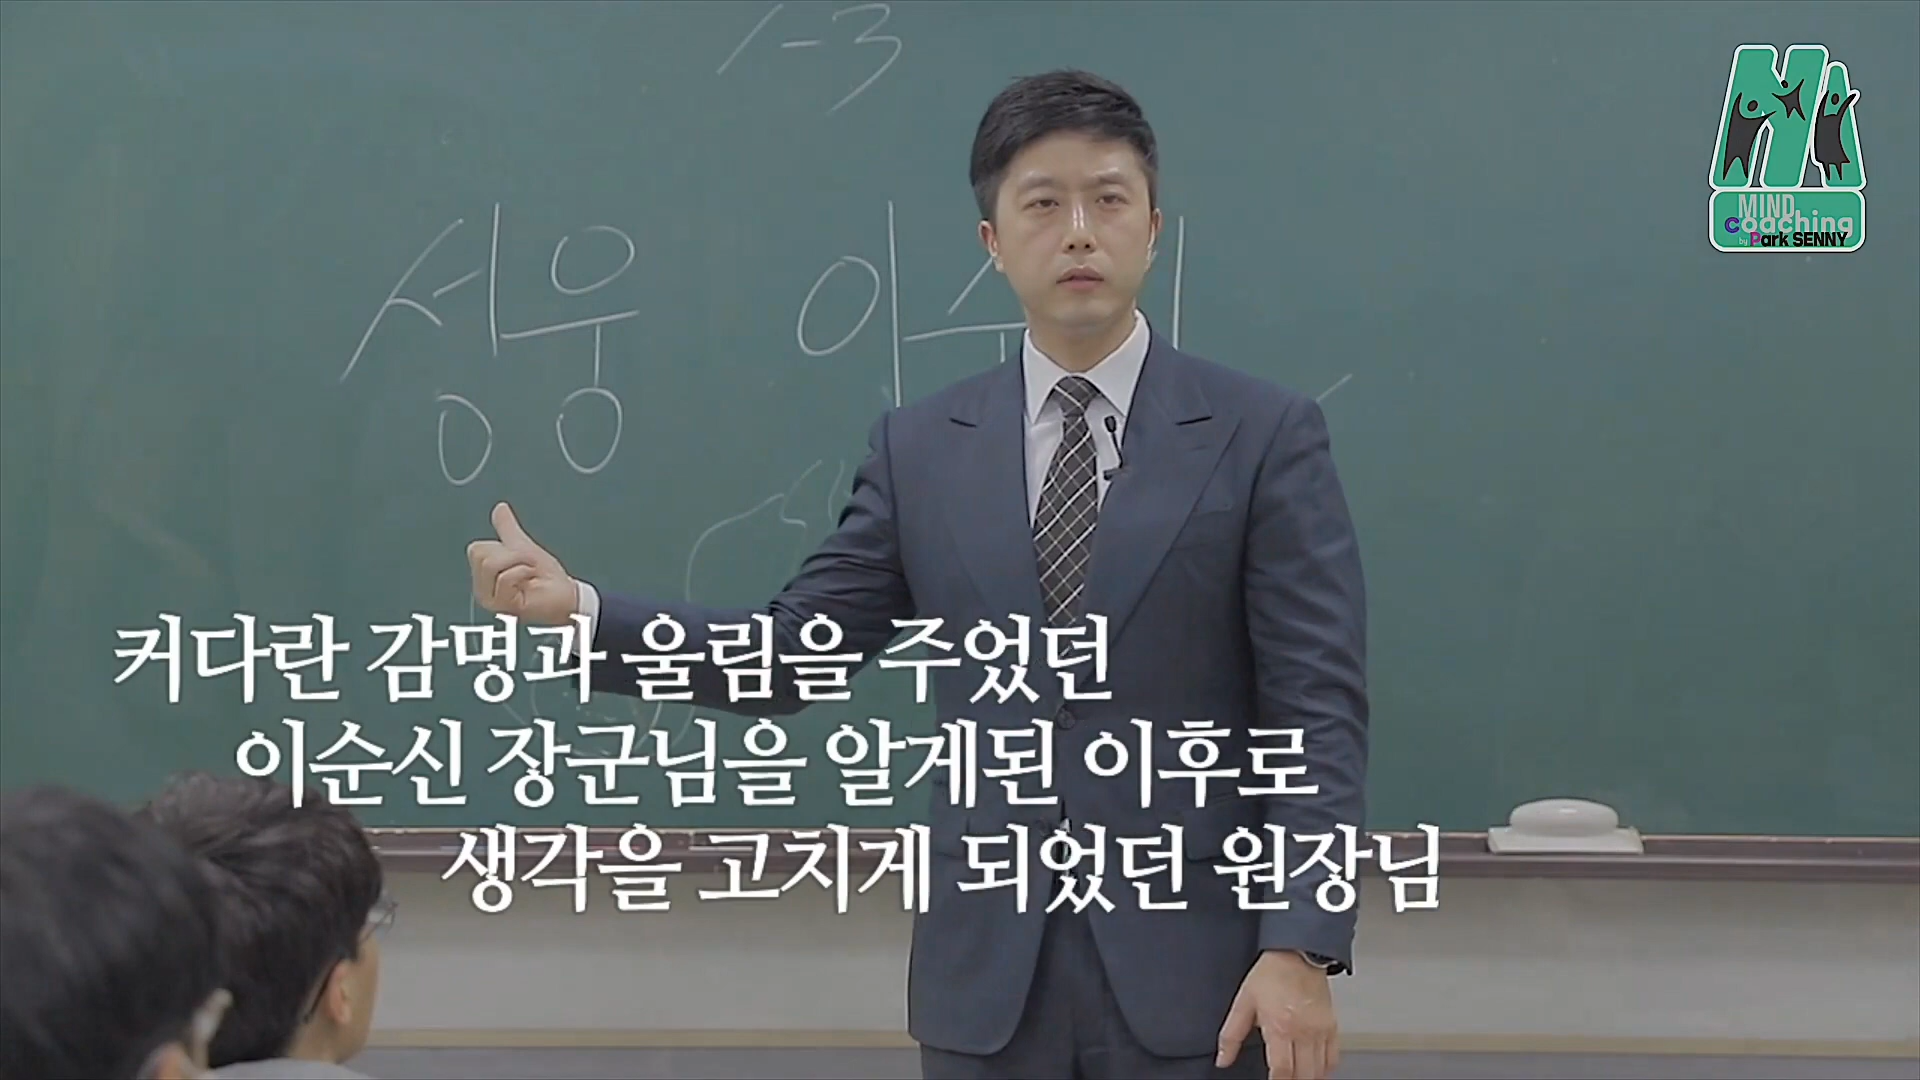 1-3
성웅 이순신
MIND
coaching
by Park SENNY
커다란 감명과 울림을 주었던
이순신 장군님을 알게된 이후로
생각을 고치게 되었던 원장님